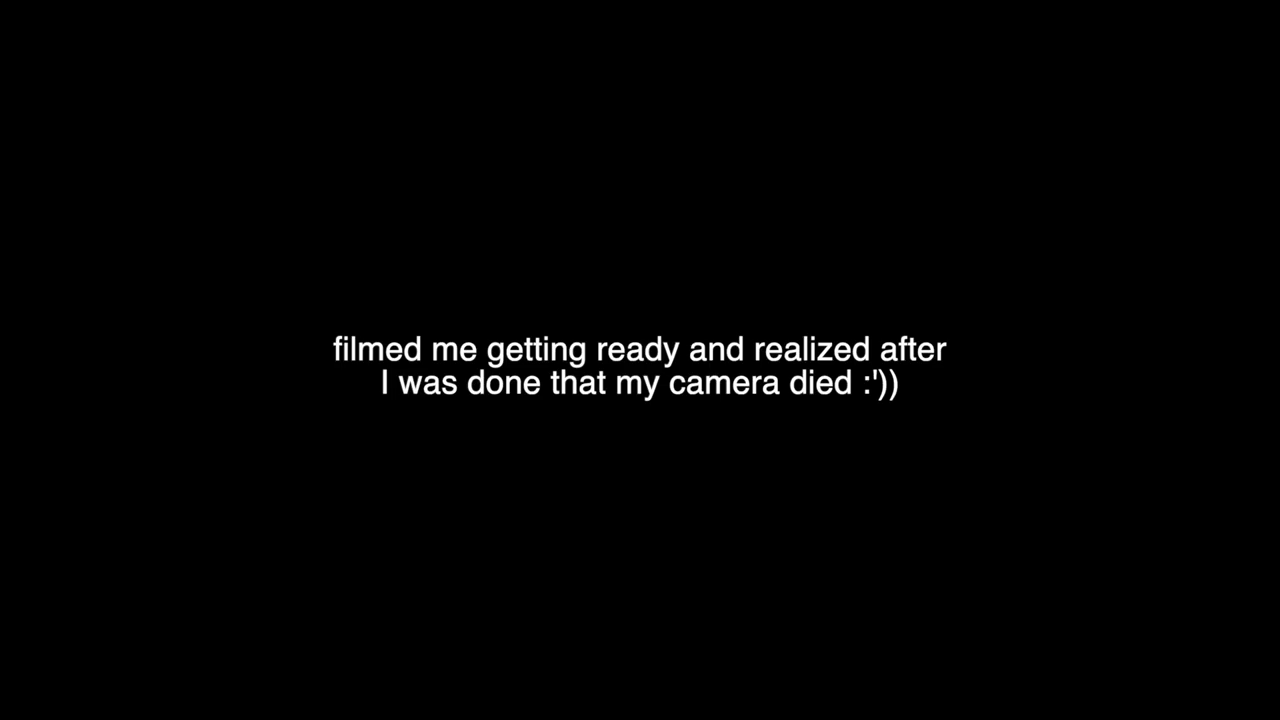 filmed me getting ready and realized after
I was done that my camera died :'))